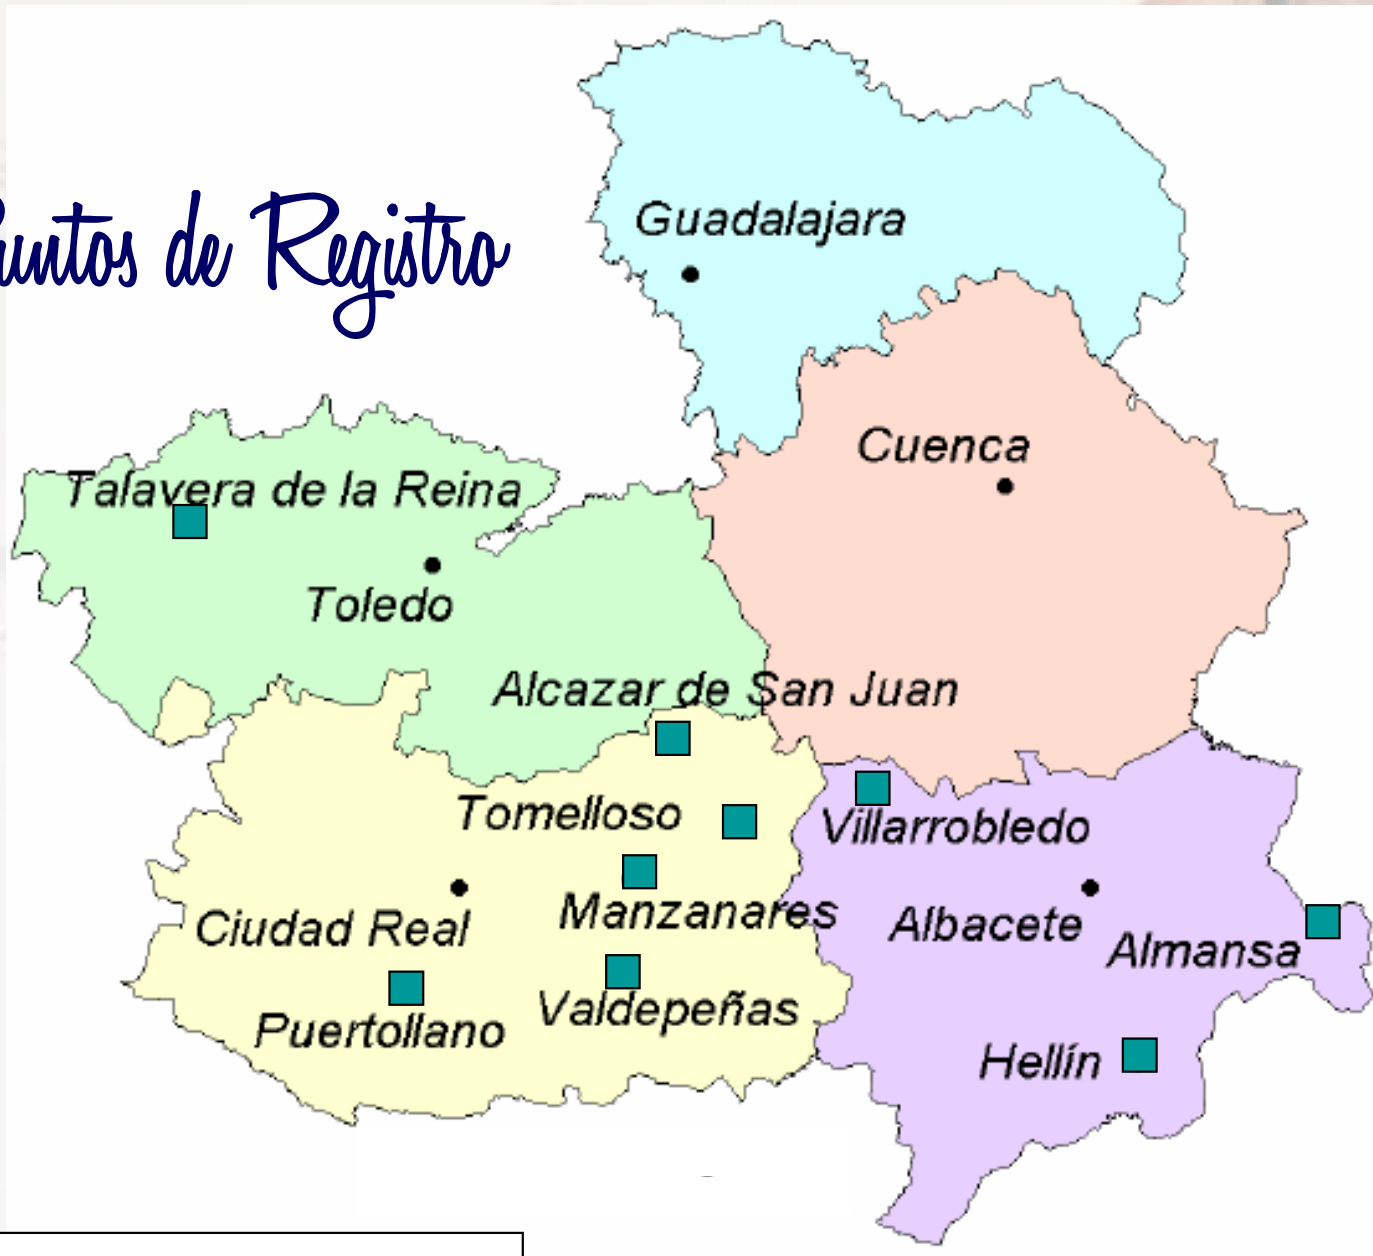 de Registro
Guadalajara
Cuenca
Talavera de la Reina
Toledo
Alcazar de San Juan
Tomelloso
Villarrobledo
Manzanares
Ciudad Real
Albacete
Almansa
Valdepeñas
Puertollano
Hellín